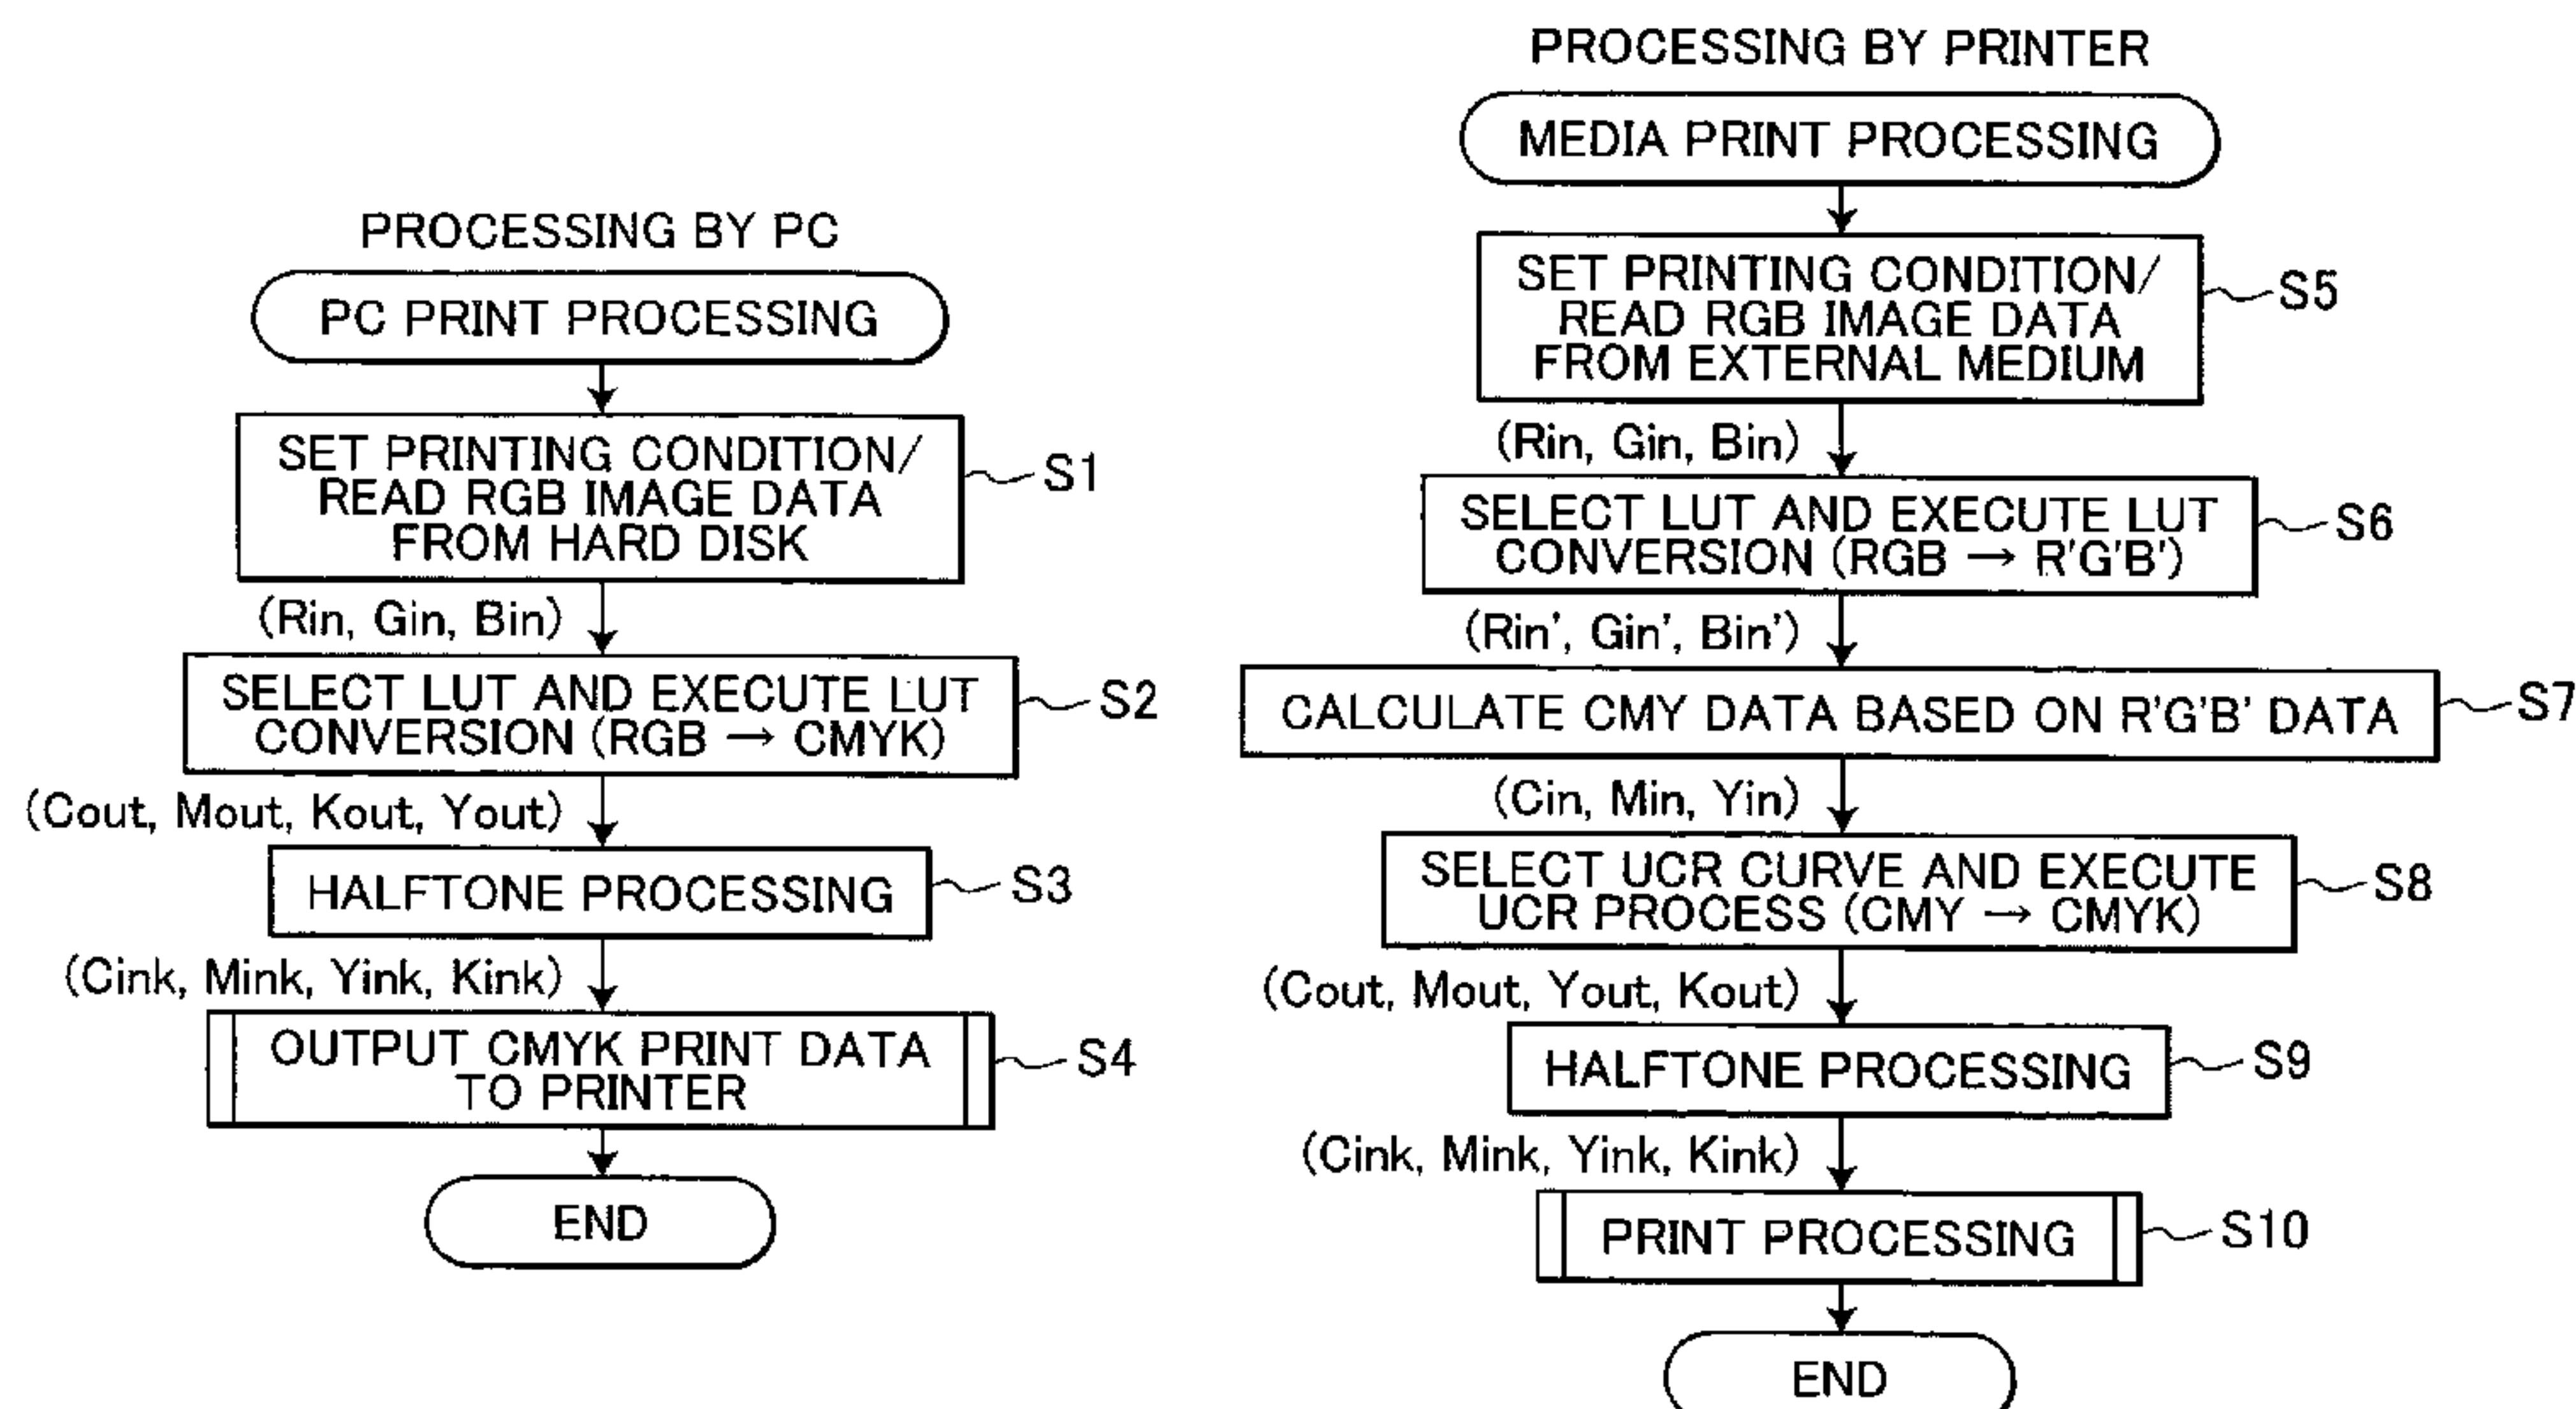 PROCESSING BY PC
PC PRINT PROCESSING
SET PRINTING CONDITION/
READ RGB IMAGE DATA
FROM HARD DISK
S1
(Rin, Gin, Bin)
SELECT LUT AND EXECUTE LUT
CONVERSION (RGB → CMYK)
S2
(Cout, Mout, Kout, Yout)
HALFTONE PROCESSING
S3
(Cink, Mink, Yink, Kink)
OUTPUT CMYK PRINT DATA
TO PRINTER
S4
END
PROCESSING BY PRINTER
MEDIA PRINT PROCESSING
SET PRINTING CONDITION/
READ RGB IMAGE DATA
FROM EXTERNAL MEDIUM
S5
(Rin, Gin, Bin)
SELECT LUT AND EXECUTE LUT
CONVERSION (RGB → R'G'B')
S6
(Rin', Gin', Bin')
CALCULATE CMY DATA BASED ON R'G'B' DATA
S7
(Cin, Min, Yin)
SELECT UCR CURVE AND EXECUTE
UCR PROCESS (CMY → CMYK)
S8
(Cout, Mout, Yout, Kout)
HALFTONE PROCESSING
S9
(Cink, Mink, Yink, Kink)
PRINT PROCESSING
S10
END